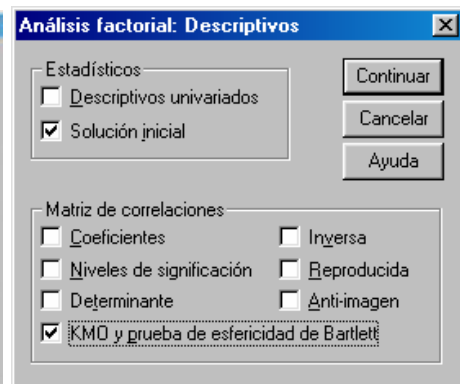 Análisis factorial: Descriptivos
Estadísticos
Descriptivos univariados
Solución inicial
Continuar
Cancelar
Ayuda
Matriz de correlaciones
Coeficientes
Inversa
Niveles de significación
Reproducida
Determinante
Anti-imagen
KMO y prueba de esfericidad de Bartlett